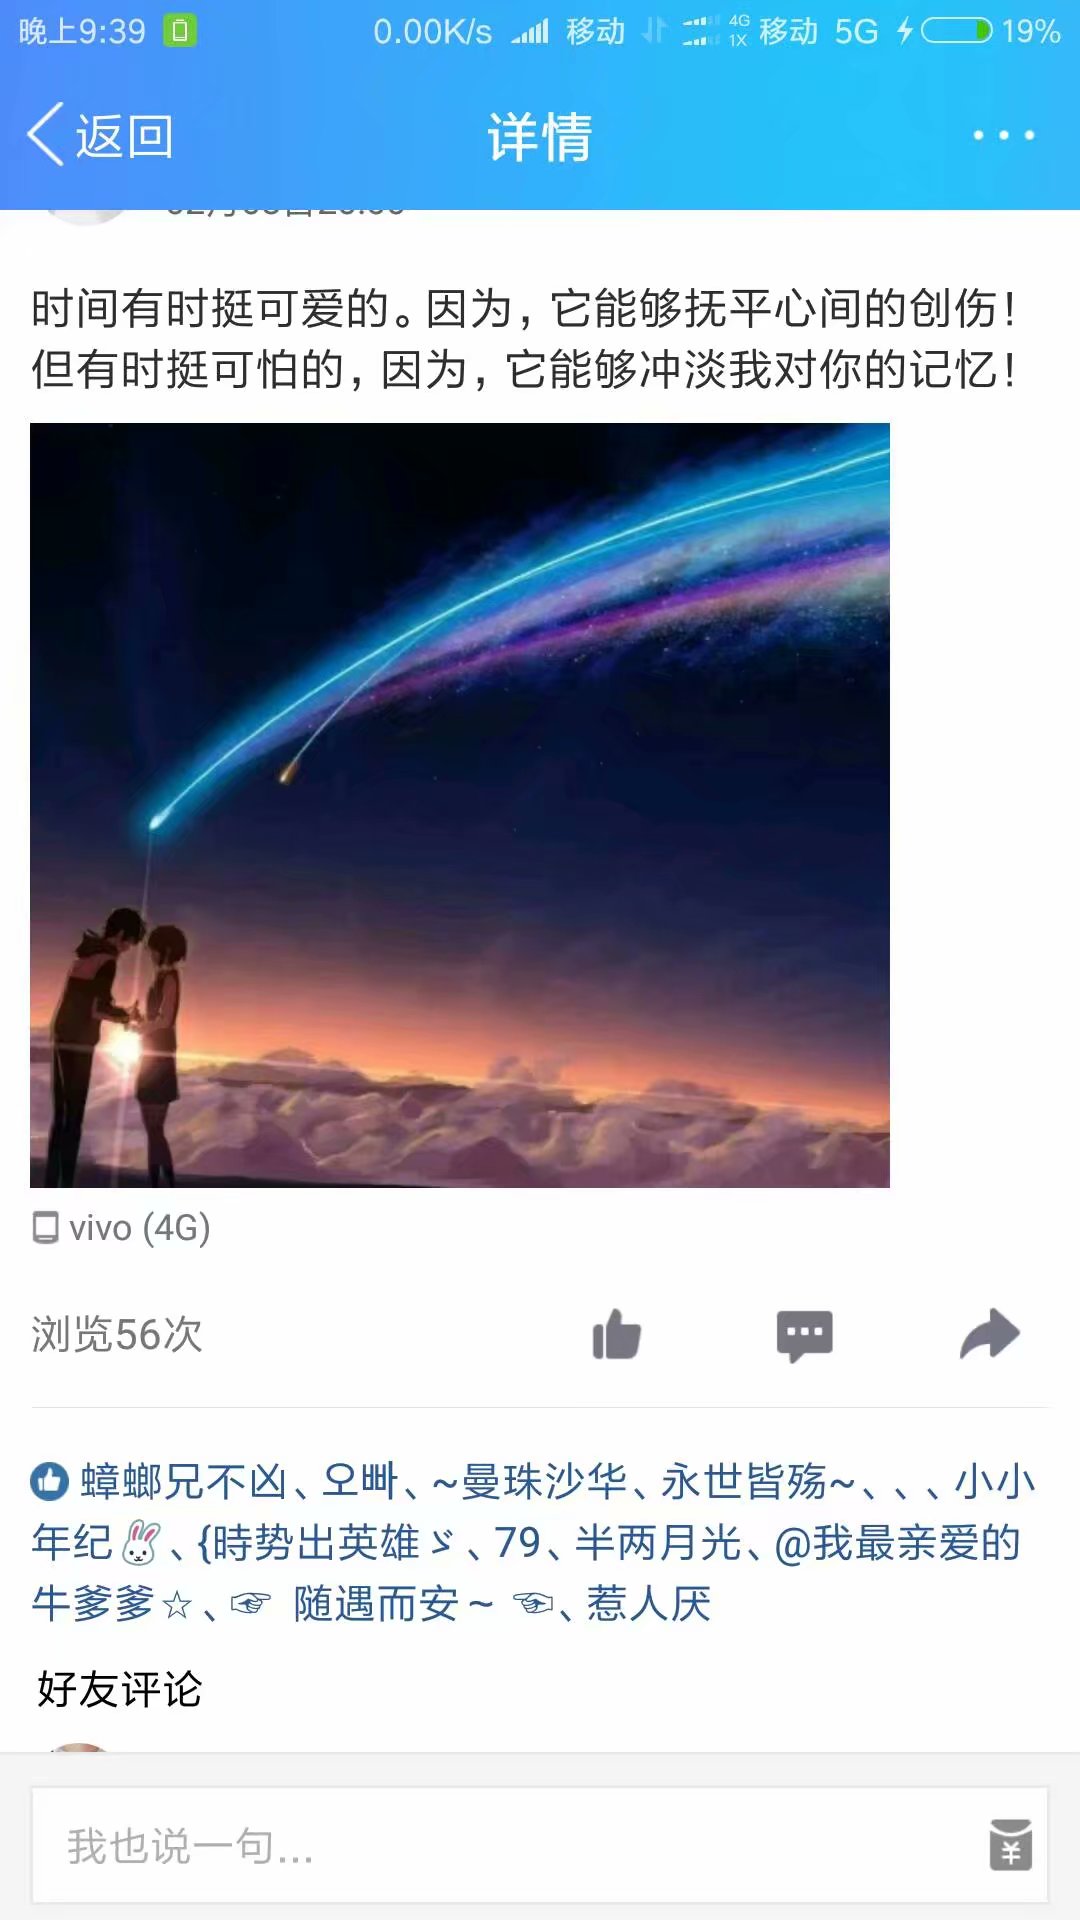 晚上9:39 0.00K/s 移动 4G 1X 移动 5G 19%
返回 详情
时间有时挺可爱的。因为，它能够抚平心间的创伤！
但有时挺可怕的，因为，它能够冲淡我对你的记忆！
vivo (4G)
浏览56次
蟑螂兄不凶、오빠、~曼珠沙华、永世皆殇~、、、小小
年纪🐰、{時势出英雄ゞ、79、半两月光、@我最亲爱的
牛爹爹☆、☞ 随遇而安～ ☜、惹人厌
好友评论
我也说一句...
¥